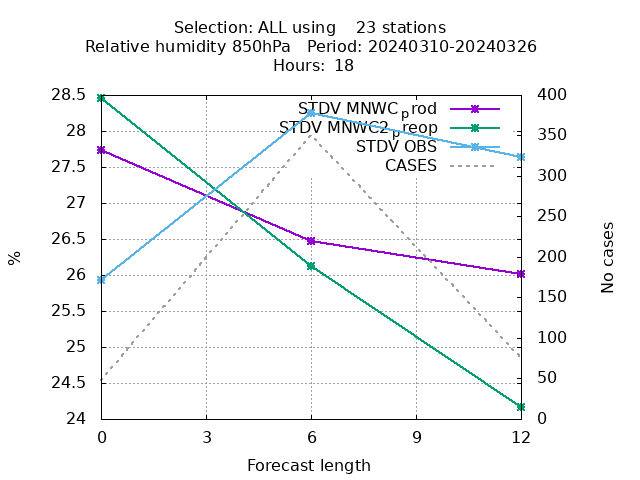 Selection: ALL using    23 stations
Relative humidity 850hPa   Period: 20240310-20240326
Hours:  18
28.5
28
27.5
27
26.5
26
25.5
25
24.5
24
%
400
350
300
250
200
150
100
50
0
No cases
STDV MNWC_prod
STDV MNWC2_preop
STDV OBS
CASES
0 3 6 9 12
Forecast length